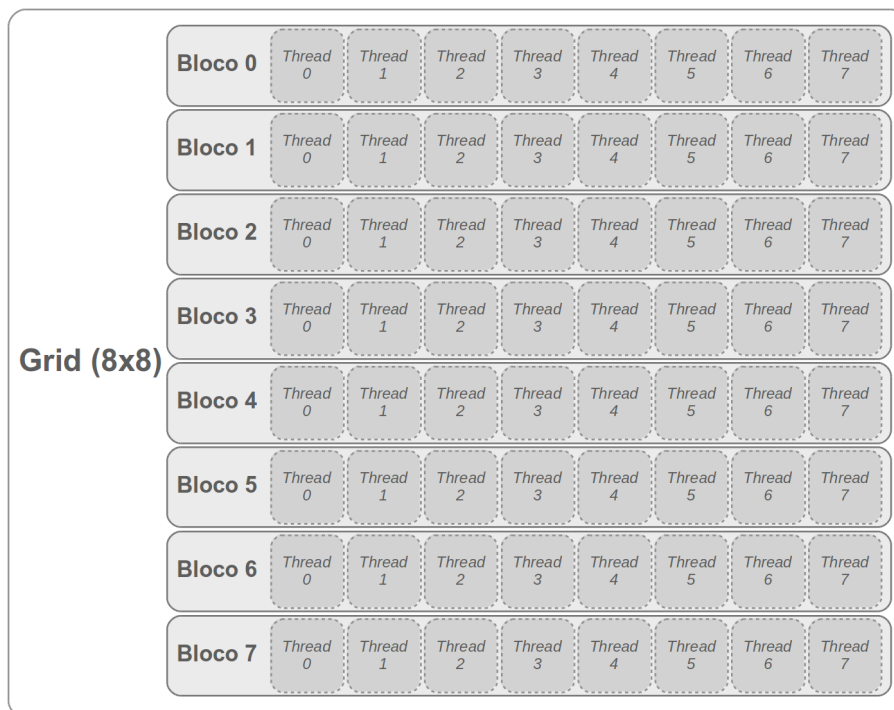 Bloco 0
Thread 0
Thread 1
Thread 2
Thread 3
Thread 4
Thread 5
Thread 6
Thread 7
Bloco 1
Thread 0
Thread 1
Thread 2
Thread 3
Thread 4
Thread 5
Thread 6
Thread 7
Bloco 2
Thread 0
Thread 1
Thread 2
Thread 3
Thread 4
Thread 5
Thread 6
Thread 7
Bloco 3
Thread 0
Thread 1
Thread 2
Thread 3
Thread 4
Thread 5
Thread 6
Thread 7
Grid (8x8)
Bloco 4
Thread 0
Thread 1
Thread 2
Thread 3
Thread 4
Thread 5
Thread 6
Thread 7
Bloco 5
Thread 0
Thread 1
Thread 2
Thread 3
Thread 4
Thread 5
Thread 6
Thread 7
Bloco 6
Thread 0
Thread 1
Thread 2
Thread 3
Thread 4
Thread 5
Thread 6
Thread 7
Bloco 7
Thread 0
Thread 1
Thread 2
Thread 3
Thread 4
Thread 5
Thread 6
Thread 7